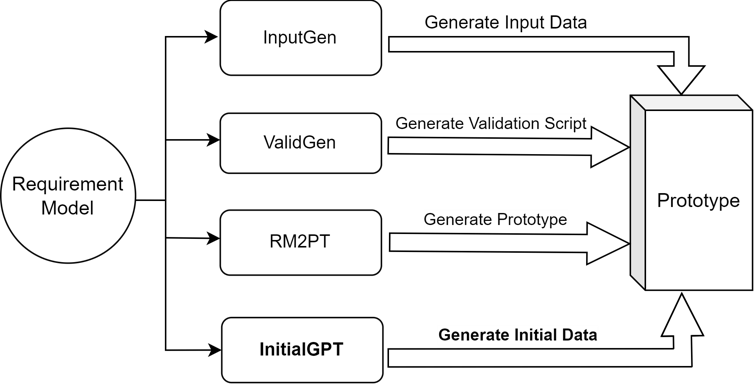 InputGen
Generate Input Data
ValidGen
Generate Validation Script
Requirement
Model
Prototype
RM2PT
Generate Prototype
InitialGPT
Generate Initial Data